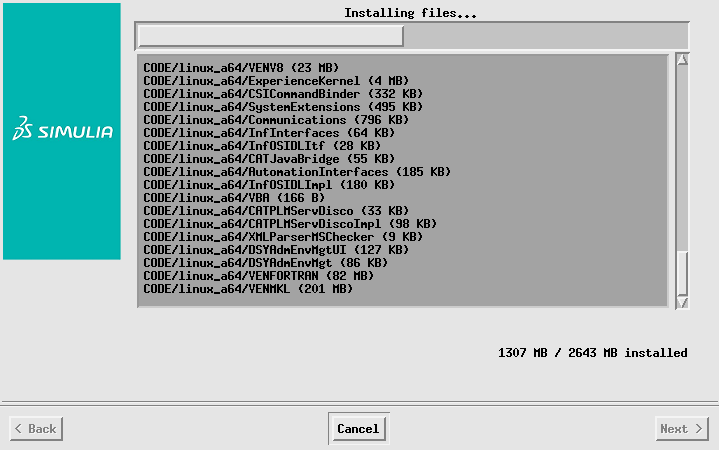 Installing files...
CODE/linux_a64/VENV8 (23 MB)
CODE/linux_a64/ExperienceKernel (4 MB)
CODE/linux_a64/CSICommandBinder (332 KB)
CODE/linux_a64/SystemExtensions (495 KB)
CODE/linux_a64/Communications (796 KB)
CODE/linux_a64/InfInterfaces (64 KB)
CODE/linux_a64/InfOSIDLItf (28 KB)
CODE/linux_a64/CATJavaBridge (55 KB)
CODE/linux_a64/AutomationInterfaces (185 KB)
CODE/linux_a64/InfOSIDLImpl (180 KB)
CODE/linux_a64/VBA (166 B)
CODE/linux_a64/CATPLMServDisco (33 KB)
CODE/linux_a64/CATPLMServDiscoImpl (98 KB)
CODE/linux_a64/XMLParserMSChecker (9 KB)
CODE/linux_a64/DSYAdmEnvMgtUI (127 KB)
CODE/linux_a64/DSYAdmEnvMgt (86 KB)
CODE/linux_a64/VENFORTRAN (82 MB)
CODE/linux_a64/VENMKL (201 MB)
SIMULIA
1307 MB / 2643 MB installed
< Back
Cancel
Next >